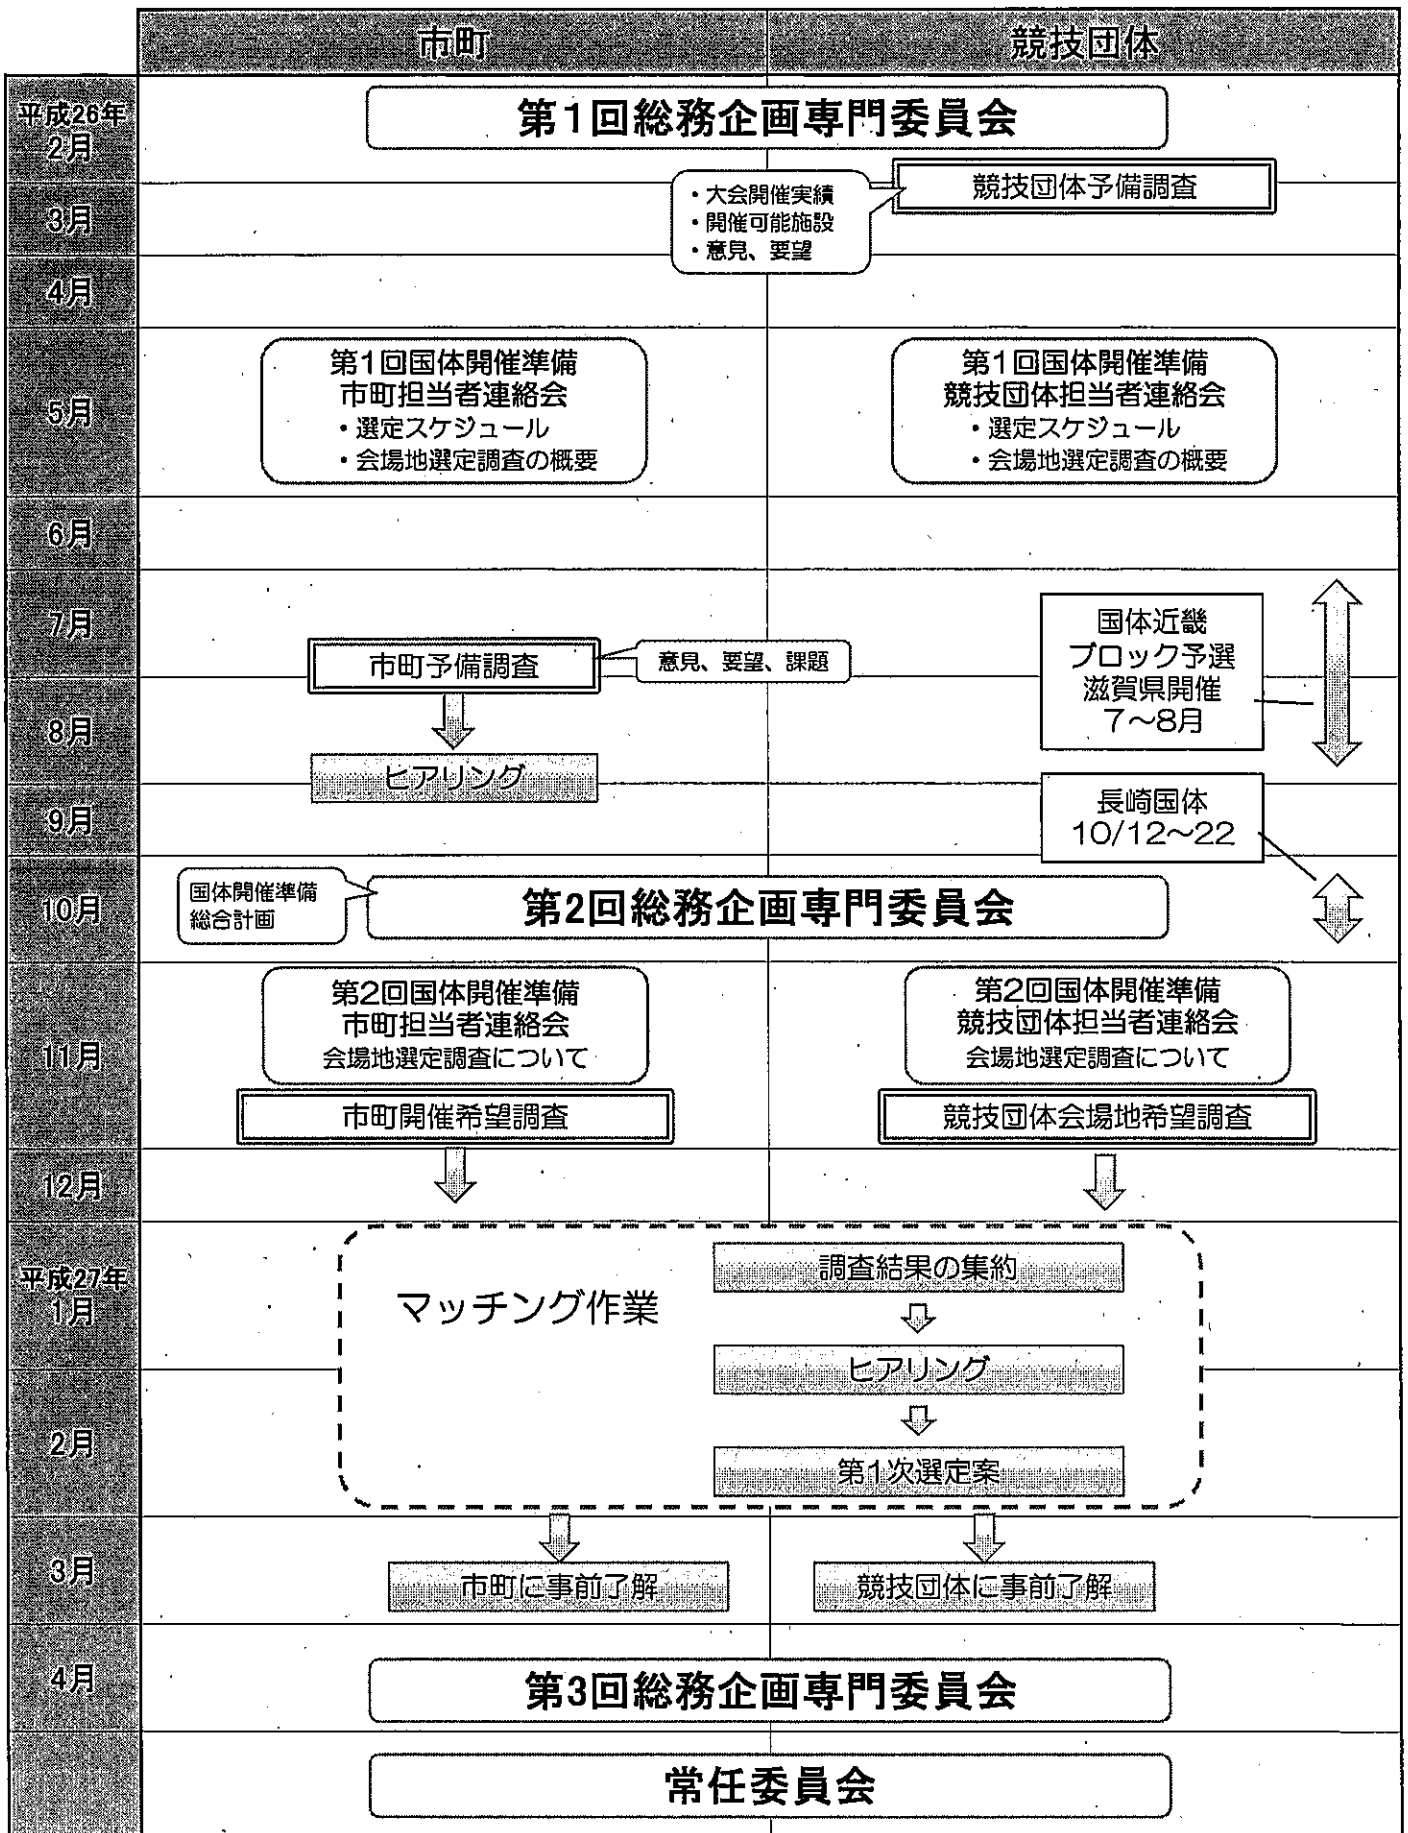 市町
競技団体
平成26年
2月
第1回総務企画専門委員会
競技団体予備調査
・大会開催実績
・開催可能施設
・意見、要望
3月
4月
5月
第1回国体開催準備
市町担当者連絡会
・選定スケジュール
・会場地選定調査の概要
第1回国体開催準備
競技団体担当者連絡会
・選定スケジュール
・会場地選定調査の概要
6月
7月
市町予備調査
意見、要望、課題
国体近畿
ブロック予選
滋賀県開催
7~8月
8月
ヒアリング
9月
長崎国体
10/12~22
10月
国体開催準備
総合計画
第2回総務企画専門委員会
11月
第2回国体開催準備
市町担当者連絡会
会場地選定調査について
第2回国体開催準備
競技団体担当者連絡会
会場地選定調査について
市町開催希望調査
競技団体会場地希望調査
12月
平成27年
1月
マッチング作業
調査結果の集約
ヒアリング
2月
第1次選定案
3月
市町に事前了解
競技団体に事前了解
4月
第3回総務企画専門委員会
常任委員会